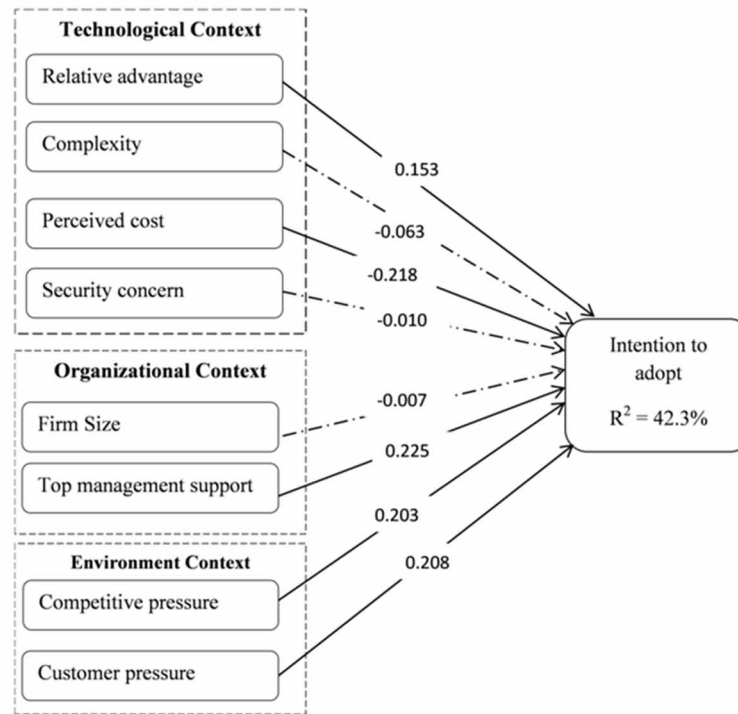 Technological Context
Relative advantage
Complexity
Perceived cost
Security concern
Organizational Context
Firm Size
Top management support
Environment Context
Competitive pressure
Customer pressure
0.153
-0.063
-0.218
-0.010
-0.007
0.225
0.203
0.208
Intention to
adopt
R² = 42.3%